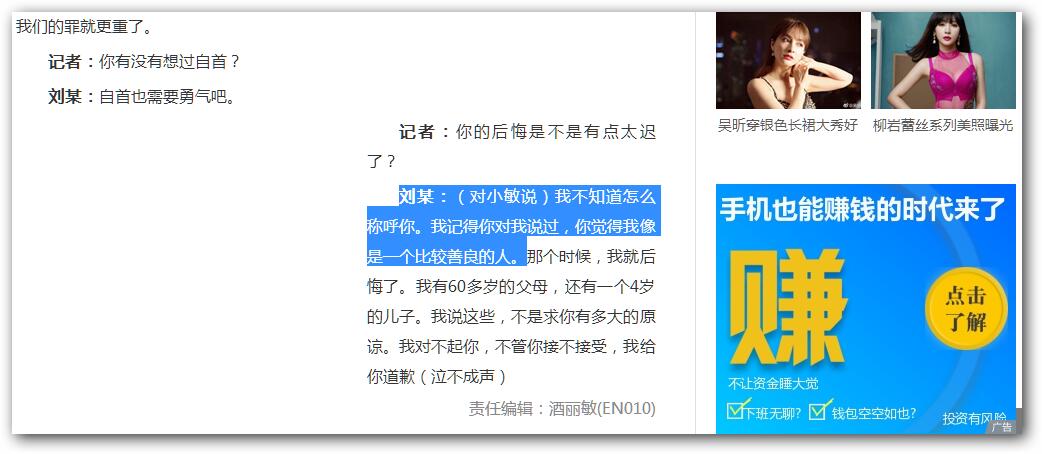 我们的罪就更重了。
记者：你有没有想过自首？
刘某：自首也需要勇气吧。
记者：你的后悔是不是有点太迟
了？
刘某：（对小敏说）我不知道怎么
称呼你。我记得你对我说过，你觉得我像
是一个比较善良的人。那个时候，我就后
悔了。我有60多岁的父母，还有一个4岁
的儿子。我说这些，不是求你有多大的原
谅。我对不起你，不管你接不接受，我给
你道歉（泣不成声）
责任编辑：酒丽敏(EN010)
吴昕穿银色长裙大秀好
柳岩蕾丝系列美照曝光
手机也能赚钱的时代来了
赚
点击
了解
不让资金睡大觉
下班无聊?
钱包空空如也?
投资有风险
广告